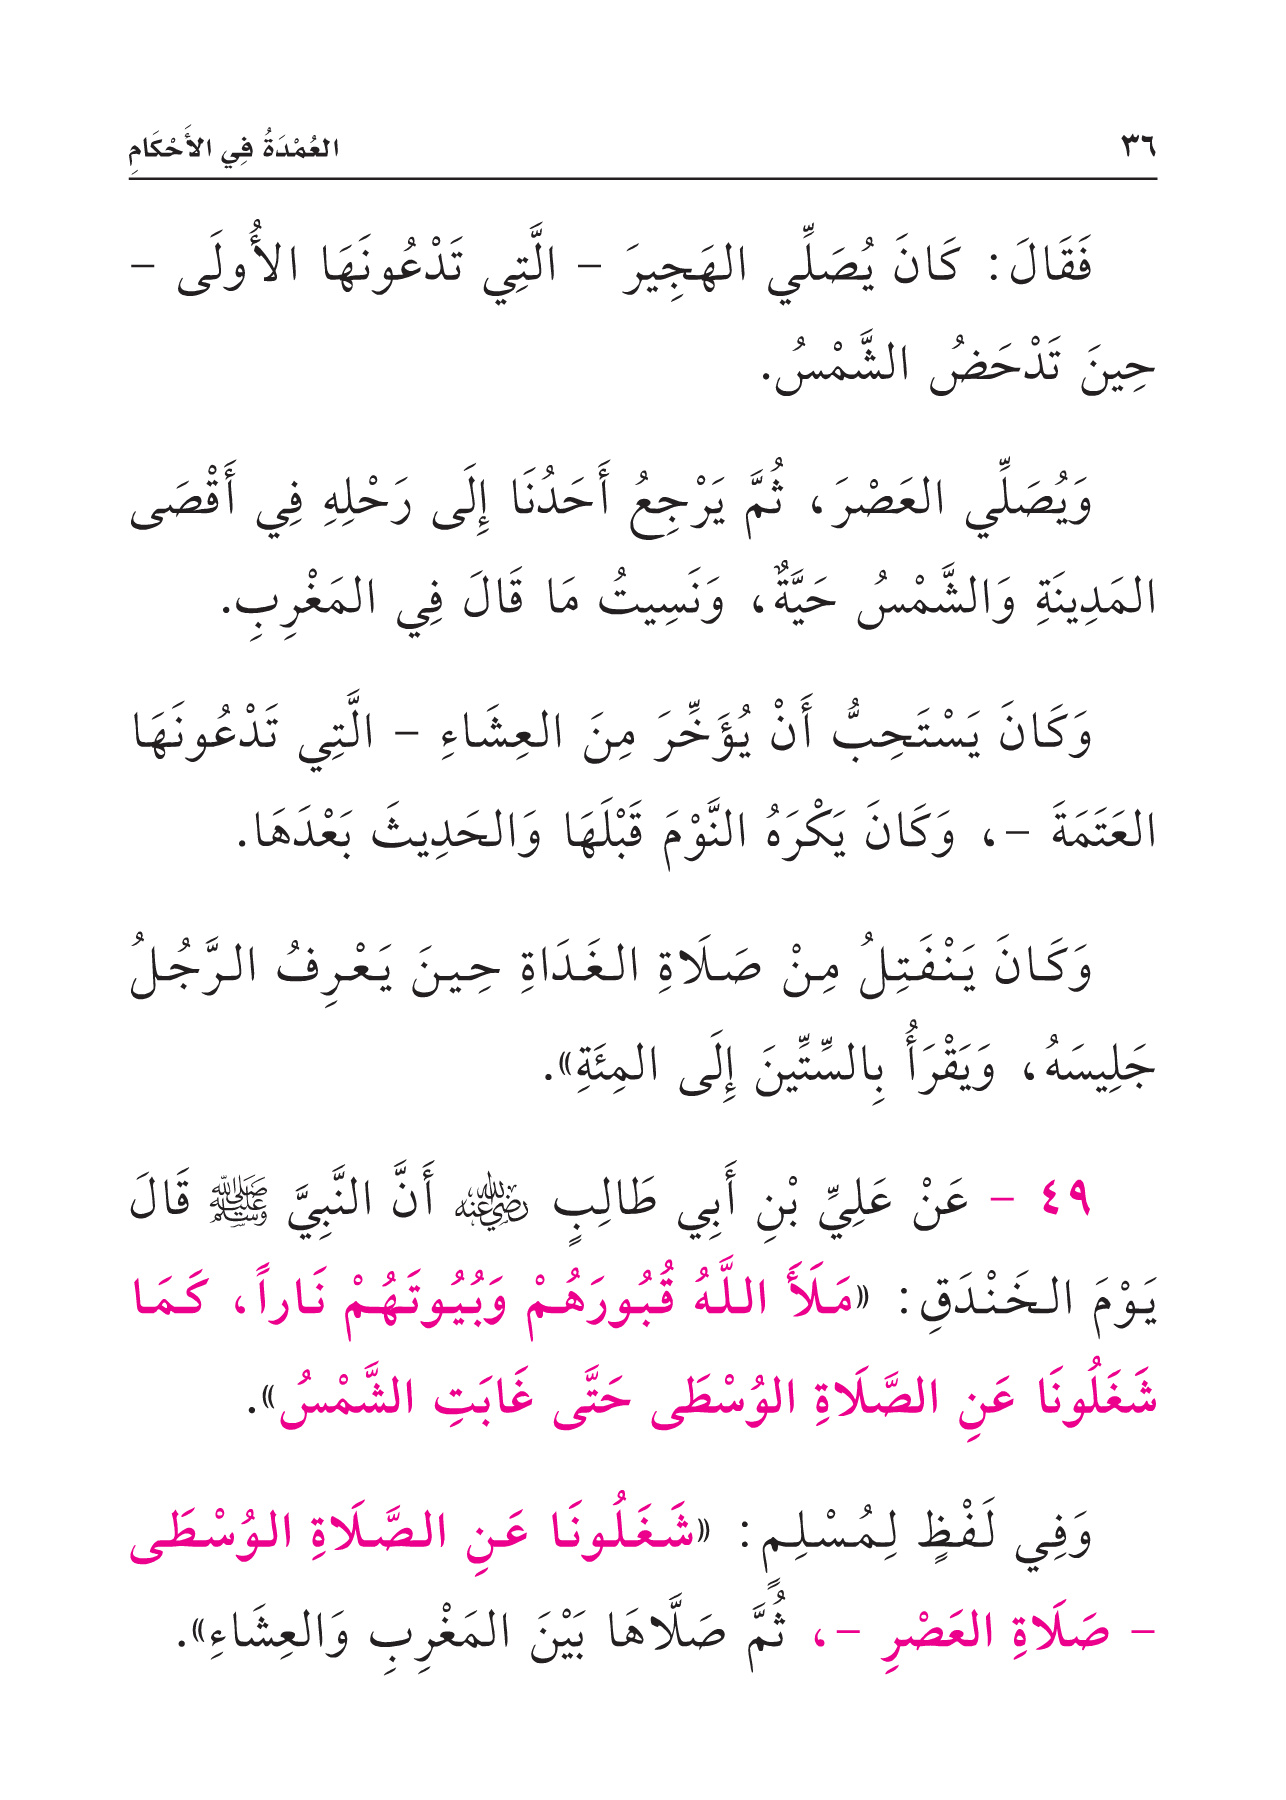 ٣٦ العُمْدَةُ فِي الأَحْكَامِ
فَقَالَ: كَانَ يُصَلِّي الهَجِيرَ – الَّتِي تَدْعُونَهَا الأُولَى –
حِينَ تَدْحَضُ الشَّمْسُ.
وَيُصَلِّي العَصْرَ، ثُمَّ يَرْجِعُ أَحَدُنَا إِلَى رَحْلِهِ فِي أَقْصَى
المَدِينَةِ وَالشَّمْسُ حَيَّةٌ، وَنَسِيتُ مَا قَالَ فِي المَغْرِبِ.
وَكَانَ يَسْتَحِبُّ أَنْ يُؤَخِّرَ مِنَ العِشَاءِ – الَّتِي تَدْعُونَهَا
العَتَمَةَ –، وَكَانَ يَكْرَهُ النَّوْمَ قَبْلَهَا وَالحَدِيثَ بَعْدَهَا.
وَكَانَ يَنْفَتِلُ مِنْ صَلَاةِ الغَدَاةِ حِينَ يَعْرِفُ الرَّجُلُ
جَلِيسَهُ، وَيَقْرَأُ بِالسِّتِّينَ إِلَى المِئَةِ».
٤٩ – عَنْ عَلِيِّ بْنِ أَبِي طَالِبٍ رضي الله عنه أَنَّ النَّبِيَّ ﷺ قَالَ
يَوْمَ الخَنْدَقِ: «مَلَأَ اللَّهُ قُبُورَهُمْ وَبُيُوتَهُمْ نَاراً، كَمَا
شَغَلُونَا عَنِ الصَّلَاةِ الوُسْطَى حَتَّى غَابَتِ الشَّمْسُ».
وَفِي لَفْظٍ لِمُسْلِمٍ: «شَغَلُونَا عَنِ الصَّلَاةِ الوُسْطَى
– صَلَاةِ العَصْرِ –، ثُمَّ صَلَّاهَا بَيْنَ المَغْرِبِ وَالعِشَاءِ».